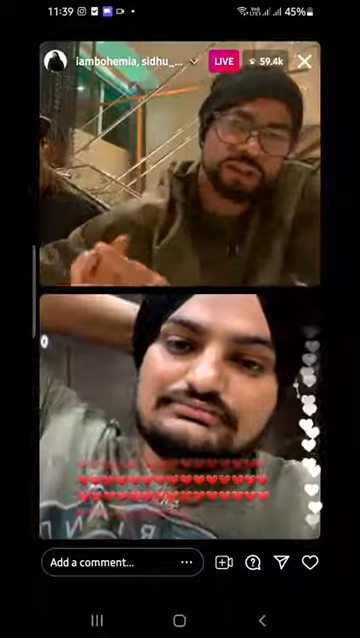 11:39
45%
iambohemia, sidhu_...
LIVE
59.4k
Add a comment...